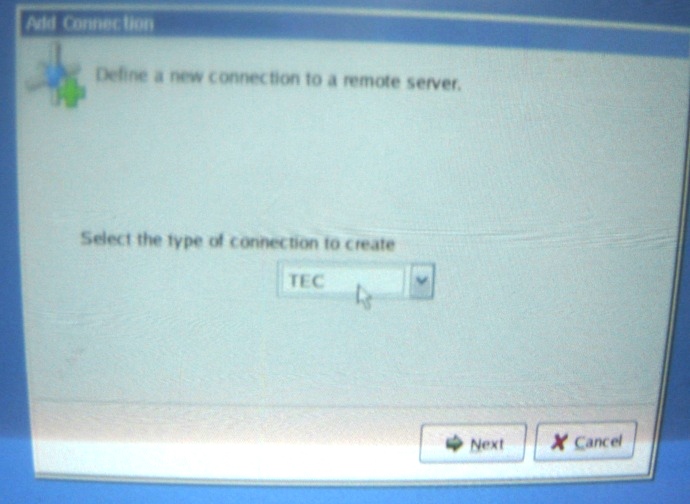 Add Connection
Define a new connection to a remote server.
Select the type of connection to create
TEC
Next
Cancel